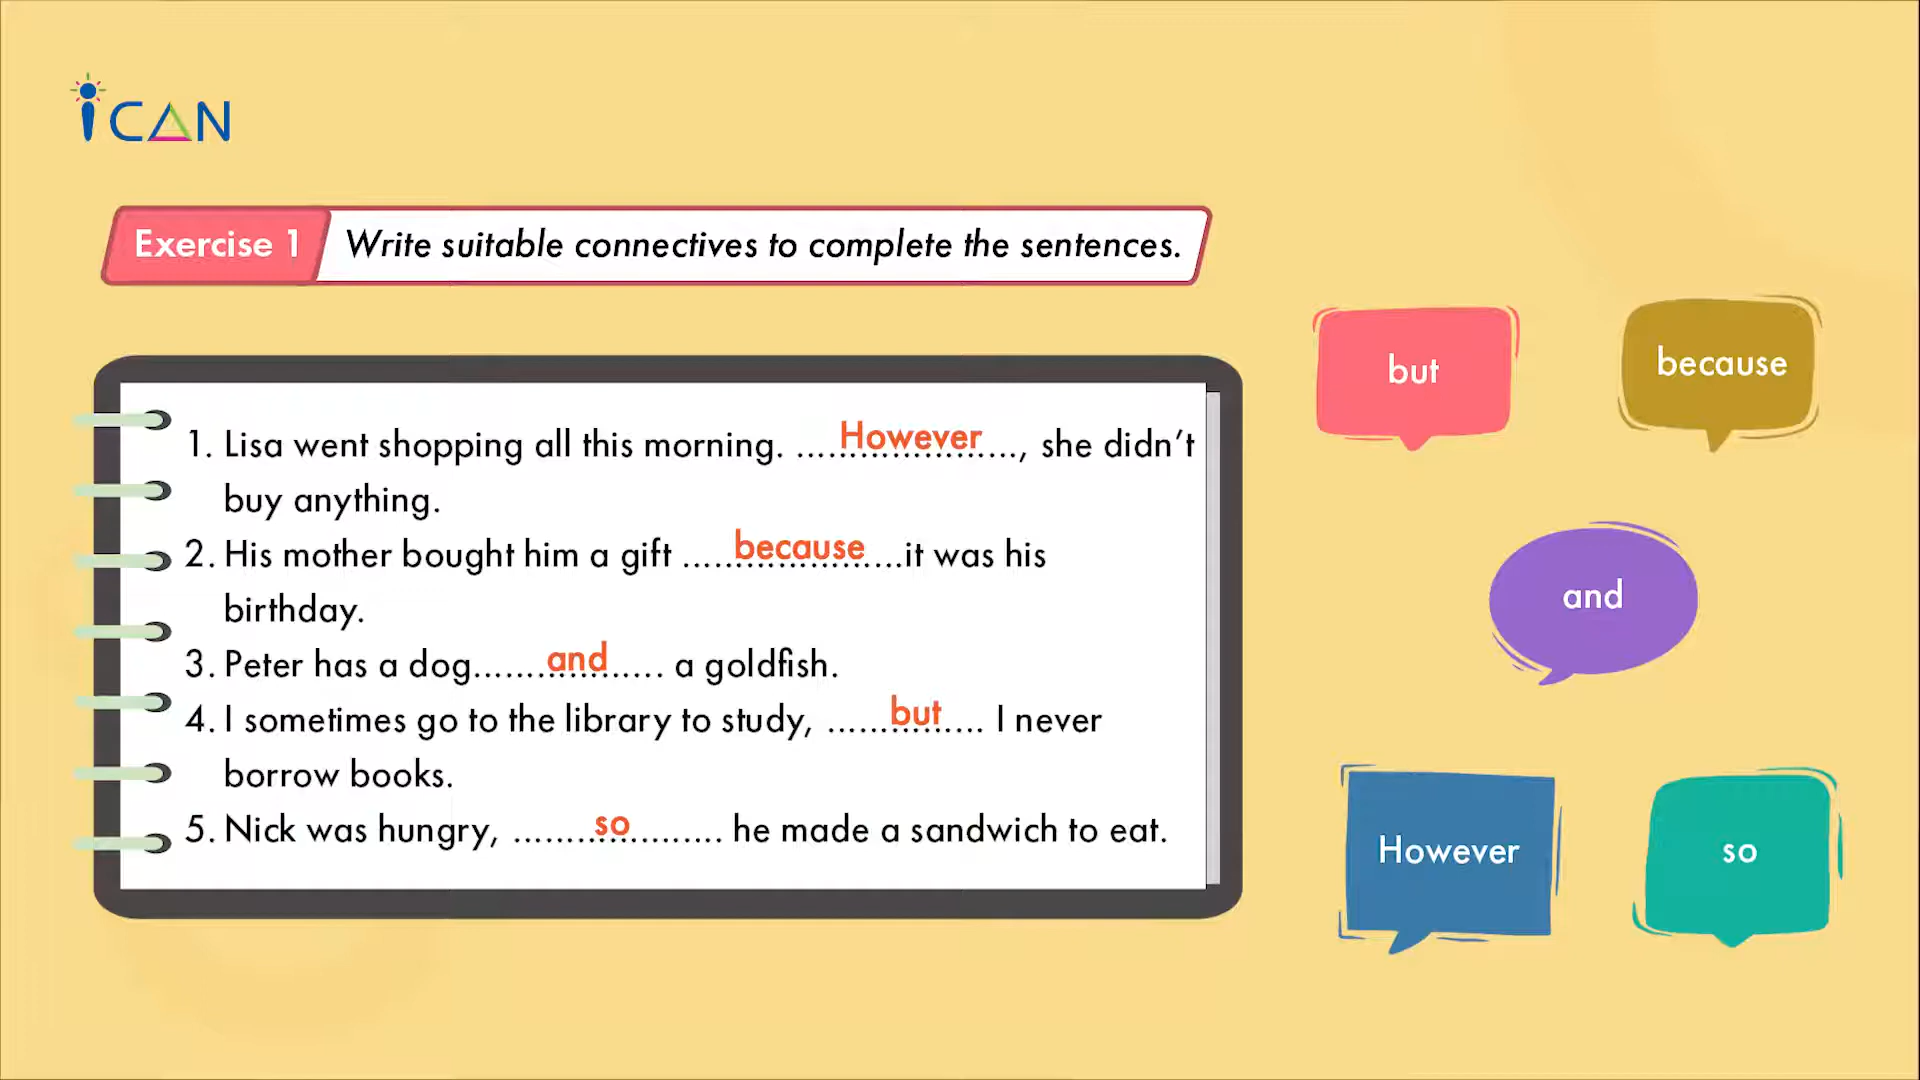 iCAN
Exercise 1 Write suitable connectives to complete the sentences.
but
because
1. Lisa went shopping all this morning. .....However....., she didn't
buy anything.
2. His mother bought him a gift .....because.....it was his
birthday.
3. Peter has a dog.....and..... a goldfish.
4. I sometimes go to the library to study, .....but..... I never
borrow books.
5. Nick was hungry, .....so..... he made a sandwich to eat.
and
However
so